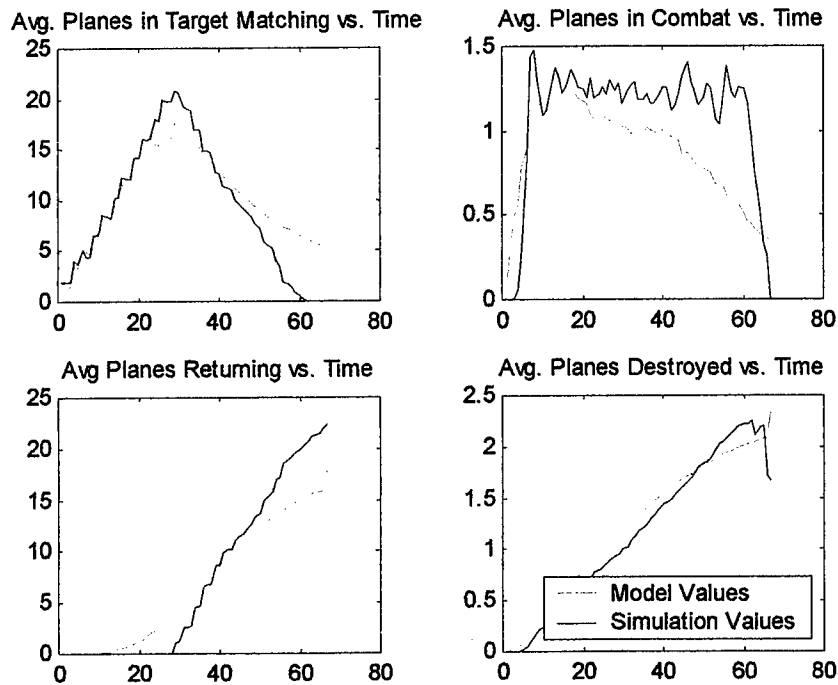 Avg. Planes in Target Matching vs. Time
25
20
15
10
5
0
0 20 40 60 80
Avg. Planes in Combat vs. Time
1.5
1
0.5
0
0 20 40 60 80
Avg Planes Returning vs. Time
25
20
15
10
5
0
0 20 40 60 80
Avg. Planes Destroyed vs. Time
2.5
2
1.5
1
0.5
0
0 20 40 60 80
Model Values
Simulation Values